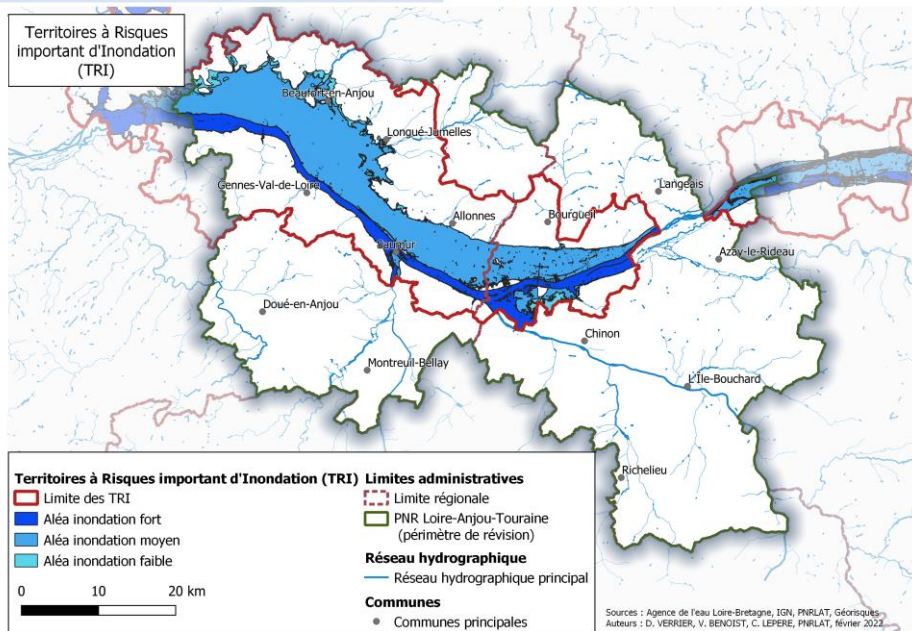 Territoires à Risques
important d'Inondation
(TRI)
Beaufort-en-Anjou
Longué-Jumelles
Gennes-Val-de-Loire
Langeais
Allonnes
Bourgueil
Saumur
Azay-le-Rideau
Doué-en-Anjou
Chinon
Montreuil-Bellay
L'Île-Bouchard
Richelieu
Territoires à Risques important d'Inondation (TRI)
Limite des TRI
Aléa inondation fort
Aléa inondation moyen
Aléa inondation faible
0 10 20 km
Limites administratives
Limite régionale
PNR Loire-Anjou-Touraine
(périmètre de révision)
Réseau hydrographique
Réseau hydrographique principal
Communes
Communes principales
Sources : Agence de l'eau Loire-Bretagne, IGN, PNRLAT, Géorisques
Auteurs : D. VERRIER, V. BENOIST, C. LEPERE, PNRLAT, février 2022